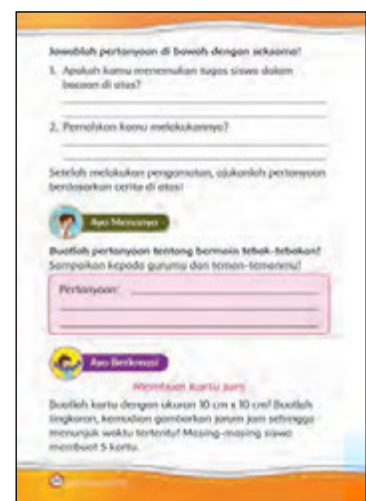 Jawablah pertanyaan di bawah dengan seksama!
1. Apakah kamu menemukan tugas siswa dalam
bacaan di atas?
2. Pernahkan kamu melakukannya?
Setelah melakukan pengamatan, ajukanlah pertanyaan
berdasarkan cerita di atas!
Ayo Menanya
Buatlah pertanyaan tentang bermain tebak-tebakan!
Sampaikan kepada gurumu dan teman-temanmu!
Pertanyaan:
Ayo Berkreasi
Membuat Kartu Jam
Buatlah kartu dengan ukuran 10 cm x 10 cm! Buatlah
lingkaran, kemudian gambarkan jarum jam sehingga
menunjuk waktu tertentu! Masing-masing siswa
membuat 5 kartu.